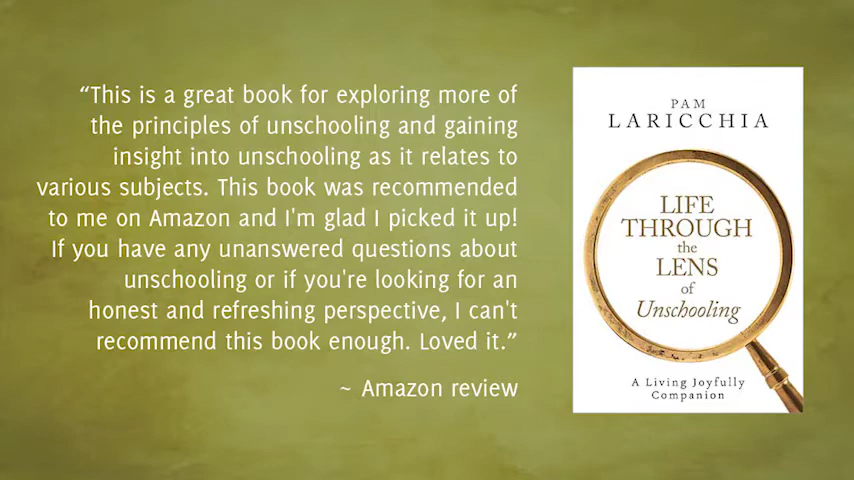 “This is a great book for exploring more of
the principles of unschooling and gaining
insight into unschooling as it relates to
various subjects. This book was recommended
to me on Amazon and I'm glad I picked it up!
If you have any unanswered questions about
unschooling or if you're looking for an
honest and refreshing perspective, I can't
recommend this book enough. Loved it.”
~ Amazon review
PAM
LARICCHIA
LIFE
THROUGH
the
LENS
of
Unschooling
A Living Joyfully
Companion